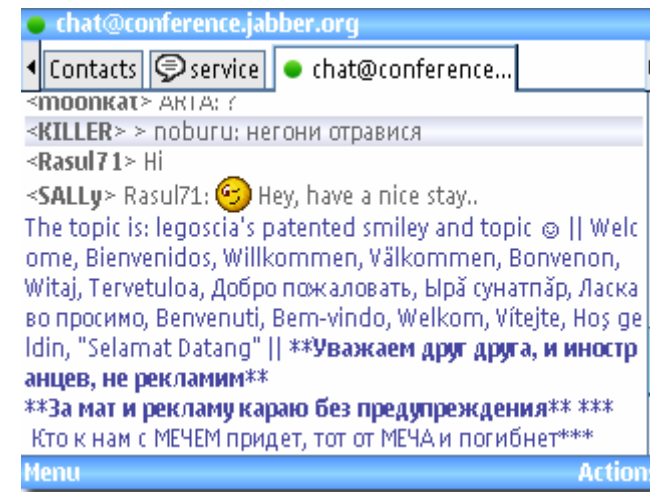 chat@conference.jabber.org
Contacts service chat@conference...
<moonkat> ARTA: ?
<KILLER> > noburu: негони отрависа
<Rasul71> Hi
<SALLy> Rasul71: Hey, have a nice stay..
The topic is: legoscia's patented smiley and topic ☺ || Welc
ome, Bienvenidos, Willkommen, Välkommen, Bonvenon,
Witaj, Tervetuloa, Добро пожаловать, Ырӑ сунатпӑр, Ласка
во просимо, Benvenuti, Bem-vindo, Welkom, Vítejte, Hoş ge
ldin, "Selamat Datang" || **Уважаем друг друга, и иностр
анцев, не рекламим**
**За мат и рекламу караю без предупреждения** ***
Кто к нам с МЕЧЕМ придет, тот от МЕЧА и погибнет***
Menu Action